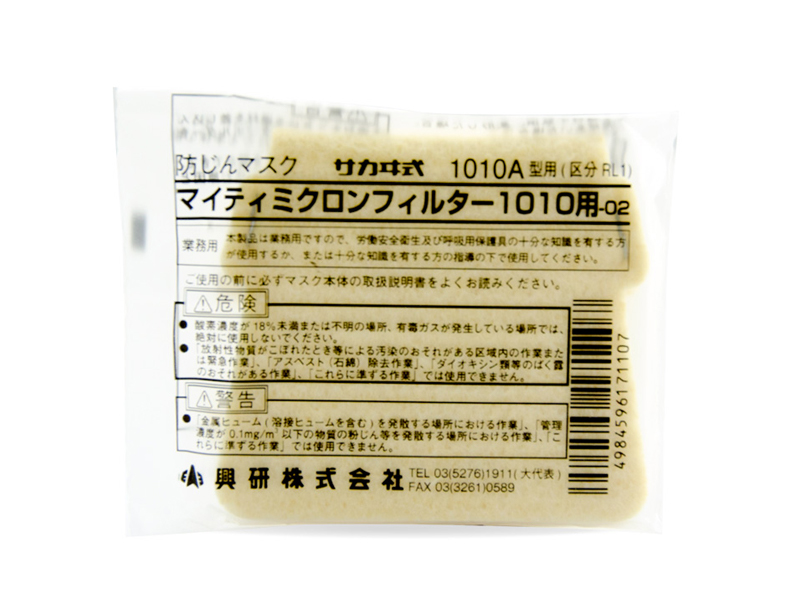 防じんマスク サカヰ式 1010A 型用(区分RL1)
マイティミクロンフィルター1010用-02
業務用 本製品は業務用ですので、労働安全衛生及び呼吸用保護具の十分な知識を有する方
が使用するか、または十分な知識を有する方の指導の下で使用してください。
ご使用の前に必ずマスク本体の取扱説明書をよくお読みください。
⚠危険
● 酸素濃度が18%未満または不明の場所、有毒ガスが発生している場所では、
絶対に使用しないでください。
● 「放射性物質がこぼれたとき等による汚染のおそれがある区域内の作業また
は緊急作業」、「アスベスト(石綿)除去作業」、「ダイオキシン類等のばく露
のおそれがある作業」、「これらに準ずる作業」では使用できません。
⚠警告
● 「金属ヒューム(溶接ヒュームを含む)を発散する場所における作業」、「管理
濃度が0.1mg/m³以下の物質の粉じん等を発散する場所における作業」、「こ
れらに準ずる作業」では使用できません。
興研株式会社 TEL 03(5276)1911(大代表)
FAX 03(3261)0589
4984596171107